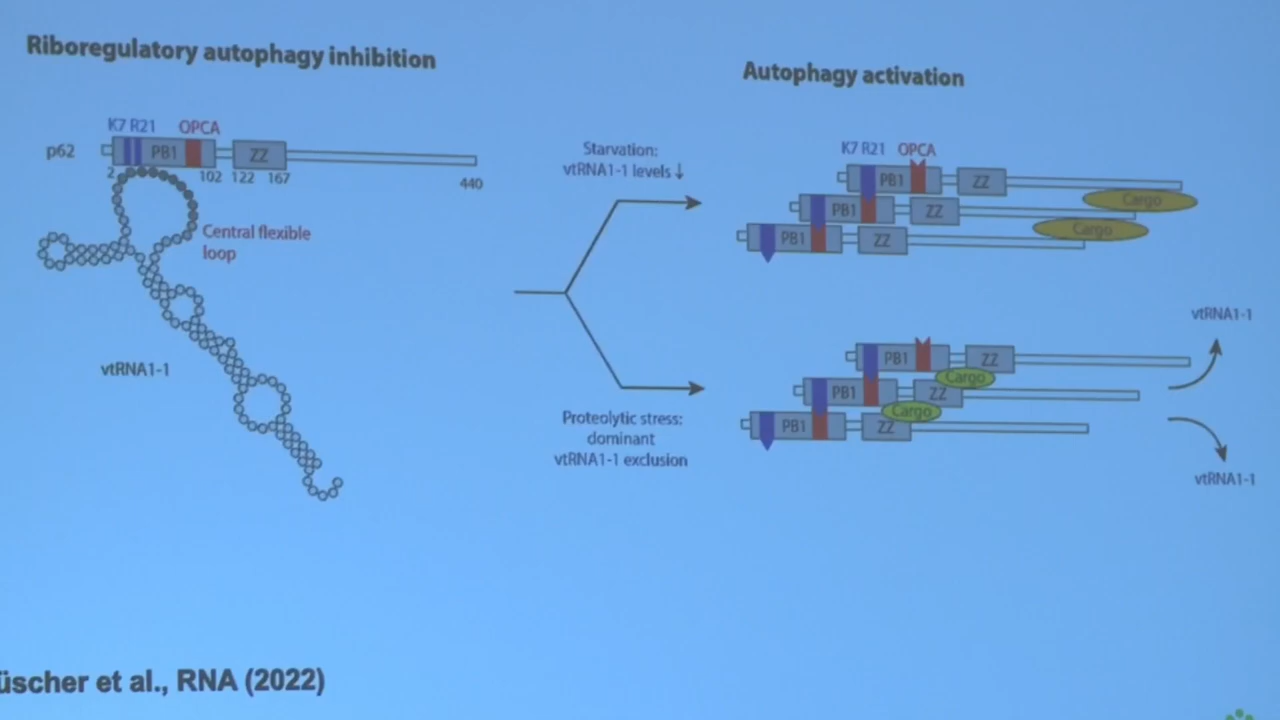 Riboregulatory autophagy inhibition
Autophagy activation
K7 R21 OPCA
p62
PB1
ZZ
2
102 122 167
440
Central flexible
loop
vtRNA1-1
Starvation:
vtRNA1-1 levels ↓
Proteolytic stress:
dominant
vtRNA1-1 exclusion
K7 R21 OPCA
PB1
ZZ
Cargo
PB1
ZZ
Cargo
PB1
ZZ
vtRNA1-1
PB1
ZZ
Cargo
PB1
ZZ
Cargo
PB1
ZZ
vtRNA1-1
üscher et al., RNA (2022)